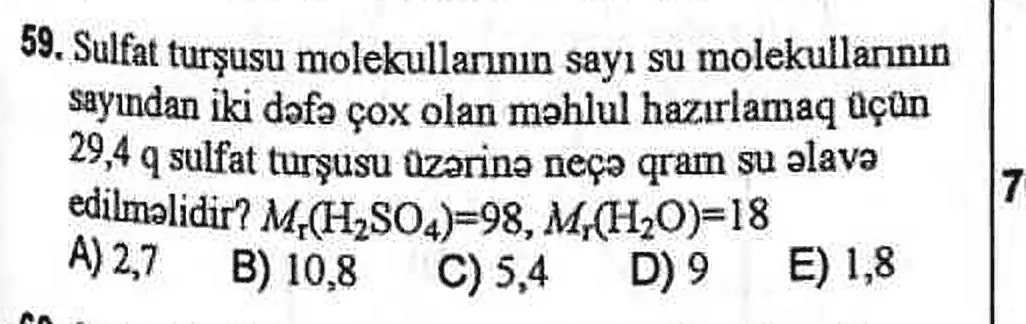 59. Sulfat turşusu molekullarının sayı su molekullarının
sayından iki dəfə çox olan məhlul hazırlamaq üçün
29,4 q sulfat turşusu üzərinə neçə qram su əlavə
edilməlidir? Mᵣ(H₂SO₄)=98, Mᵣ(H₂O)=18
A) 2,7 B) 10,8 C) 5,4 D) 9 E) 1,8
7